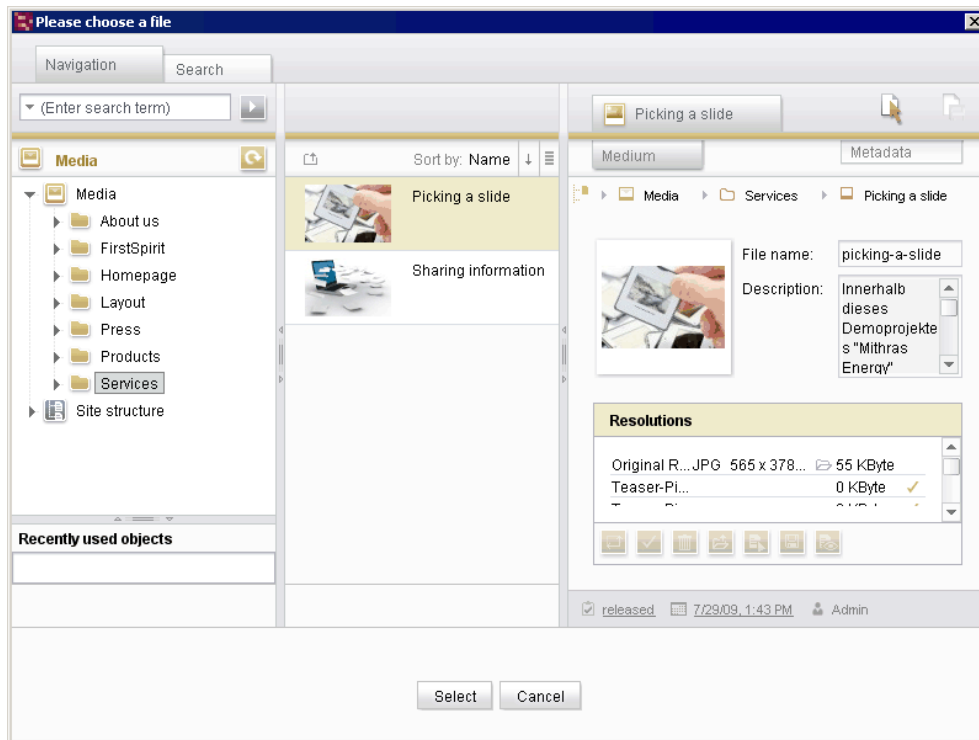 Please choose a file
Navigation
Search
(Enter search term)
Media
Media
About us
FirstSpirit
Homepage
Layout
Press
Products
Services
Site structure
Recently used objects
Sort by: Name
Picking a slide
Sharing information
Picking a slide
Medium
Metadata
Media
Services
Picking a slide
File name:
picking-a-slide
Description:
Innerhalb
dieses
Demoprojekte
s "Mithras
Energy"
Resolutions
Original R... JPG 565 x 378... 55 KByte
Teaser-Pi... 0 KByte
released
7/29/09, 1:43 PM
Admin
Select
Cancel